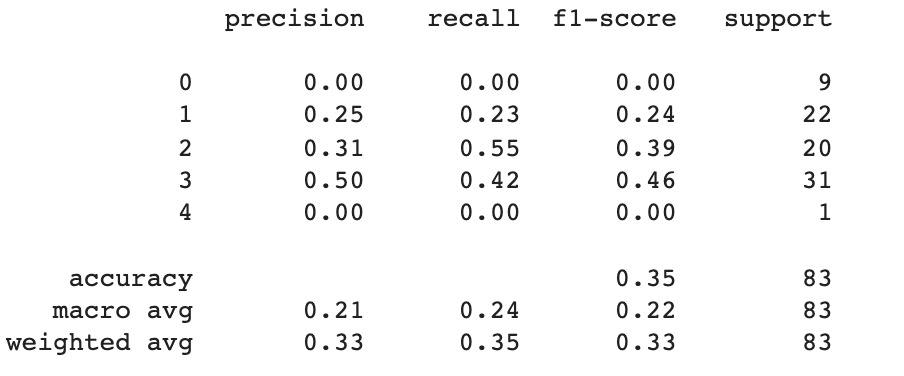 precision recall f1-score support
0 0.00 0.00 0.00 9
1 0.25 0.23 0.24 22
2 0.31 0.55 0.39 20
3 0.50 0.42 0.46 31
4 0.00 0.00 0.00 1
accuracy 0.35 83
macro avg 0.21 0.24 0.22 83
weighted avg 0.33 0.35 0.33 83